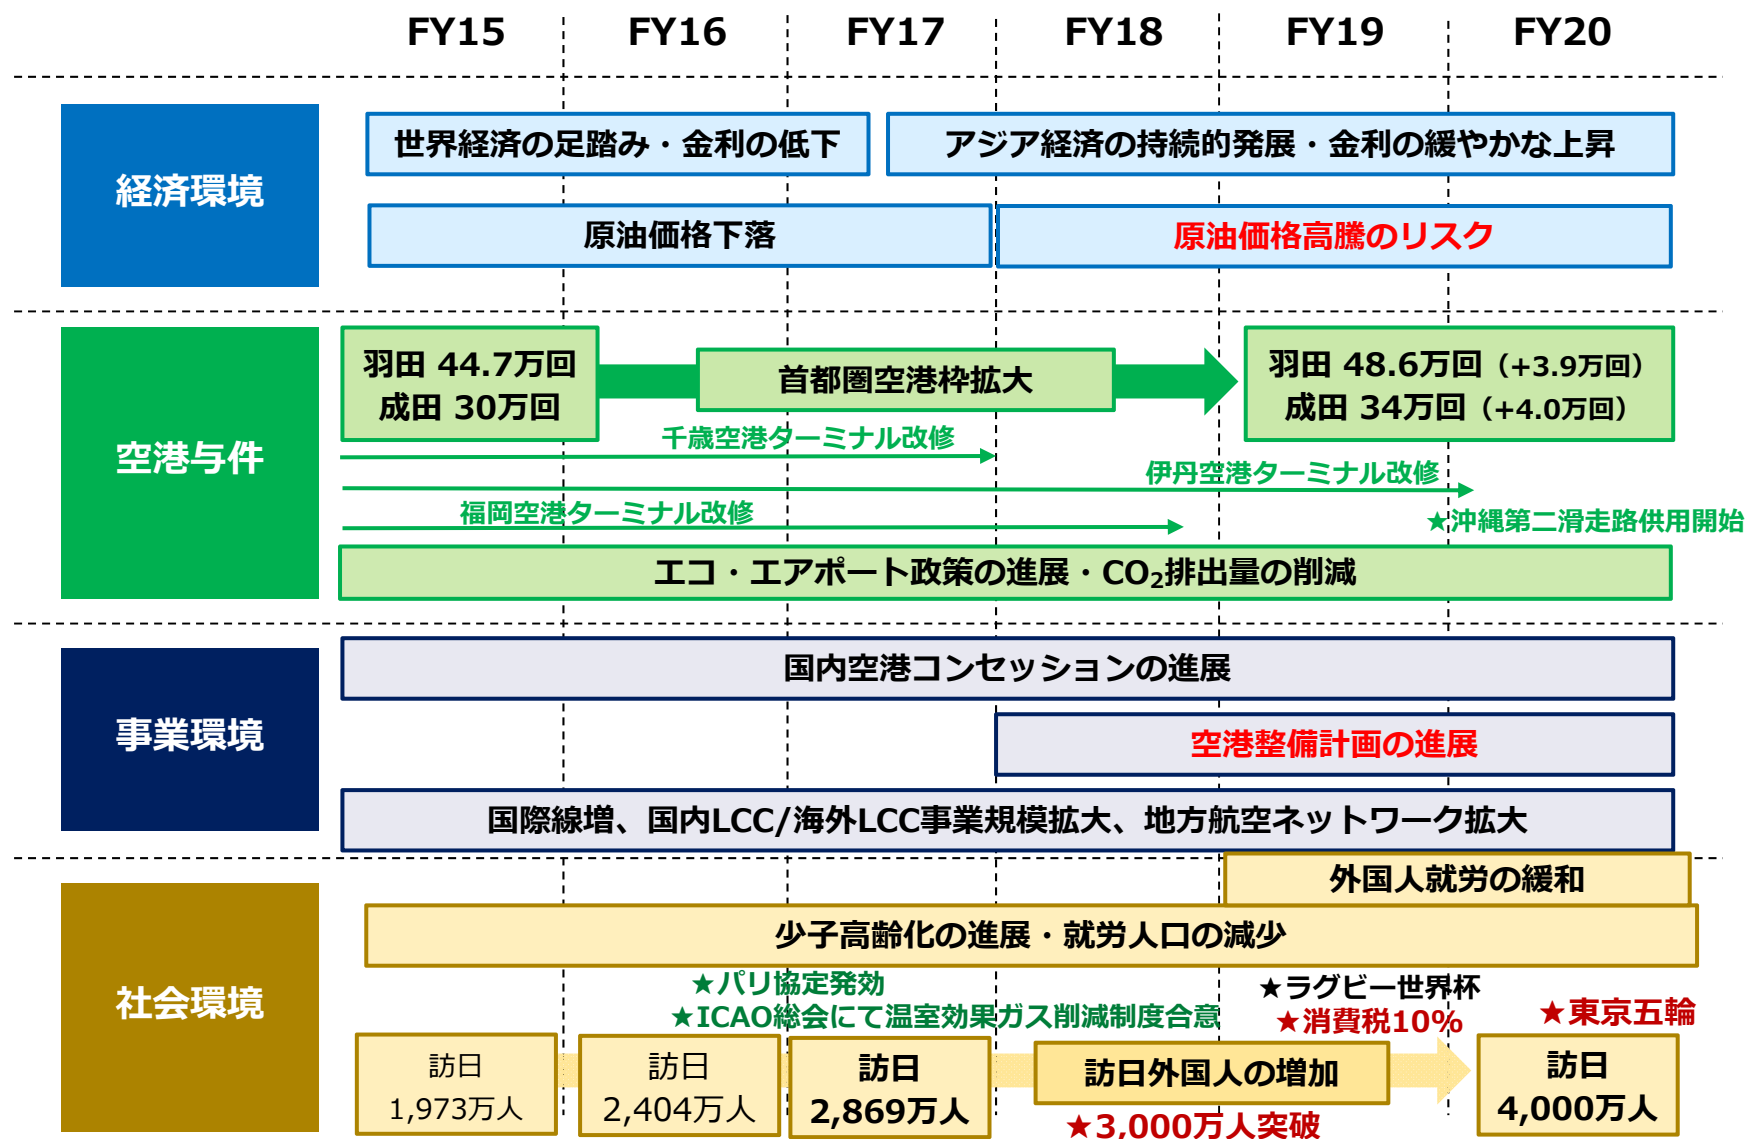 FY15 FY16 FY17 FY18 FY19 FY20
経済環境
世界経済の足踏み・金利の低下
アジア経済の持続的発展・金利の緩やかな上昇
原油価格下落
原油価格高騰のリスク
空港与件
羽田 44.7万回
成田 30万回
首都圏空港枠拡大
羽田 48.6万回（+3.9万回）
成田 34万回（+4.0万回）
千歳空港ターミナル改修
伊丹空港ターミナル改修
福岡空港ターミナル改修
★沖縄第二滑走路供用開始
エコ・エアポート政策の進展・CO₂排出量の削減
事業環境
国内空港コンセッションの進展
空港整備計画の進展
国際線増、国内LCC/海外LCC事業規模拡大、地方航空ネットワーク拡大
社会環境
外国人就労の緩和
少子高齢化の進展・就労人口の減少
★パリ協定発効
★ICAO総会にて温室効果ガス削減制度合意
★ラグビー世界杯
★消費税10%
★東京五輪
訪日
1,973万人
訪日
2,404万人
訪日
2,869万人
訪日外国人の増加
★3,000万人突破
訪日
4,000万人